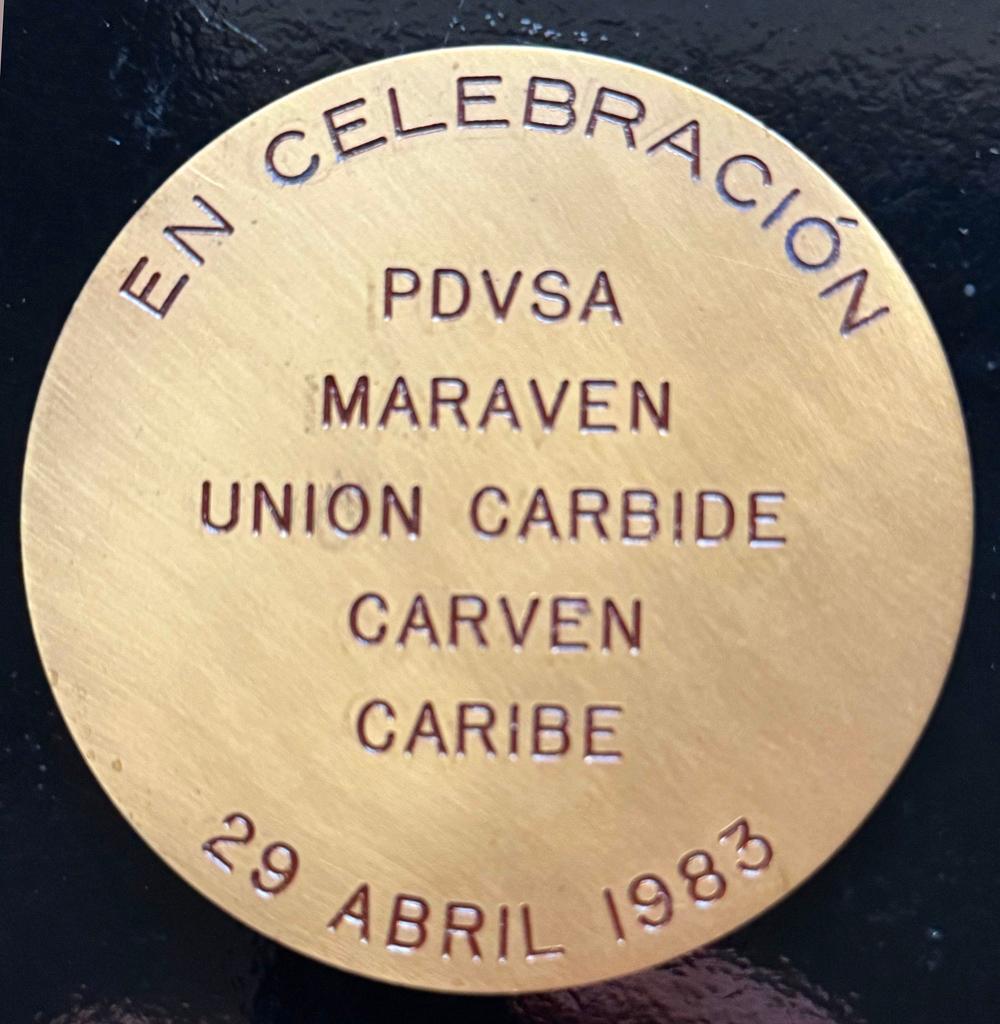 EN CELEBRACIÓN
PDVSA
MARAVEN
UNION CARBIDE
CARVEN
CARIBE
29 ABRIL 1983